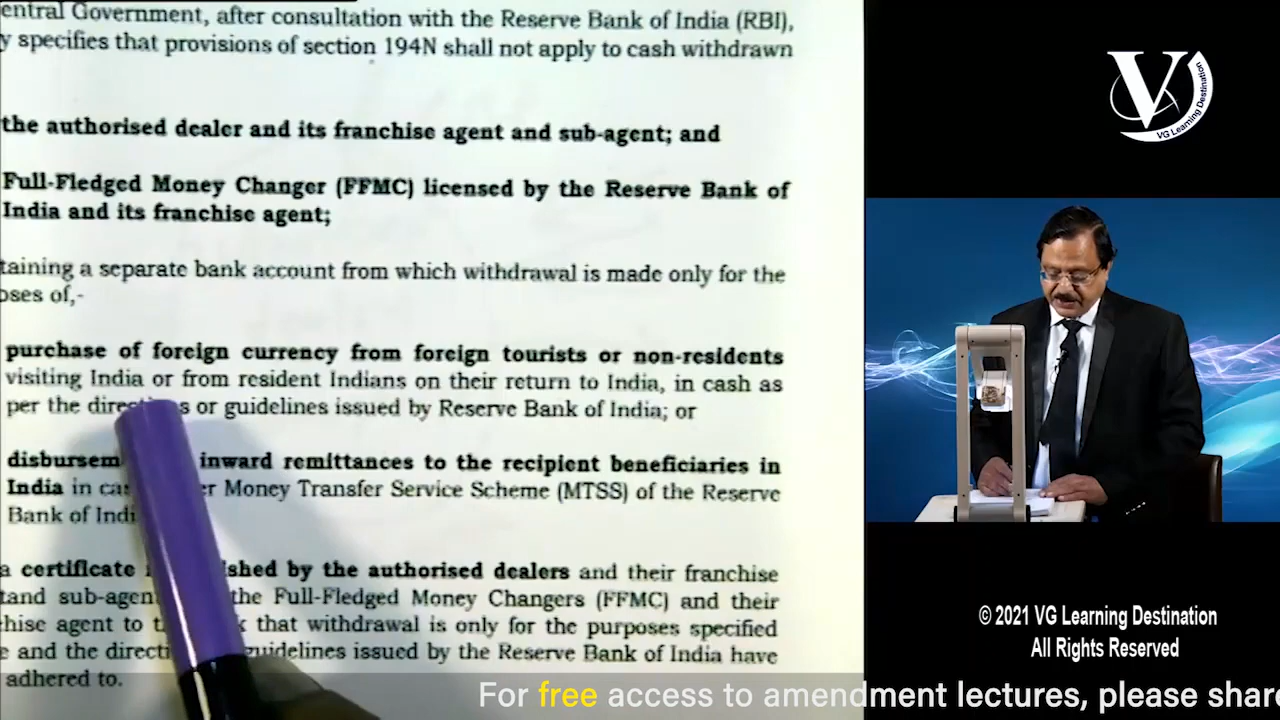 entral Government, after consultation with the Reserve Bank of India (RBI),
y specifies that provisions of section 194N shall not apply to cash withdrawn
the authorised dealer and its franchise agent and sub-agent; and
Full-Fledged Money Changer (FFMC) licensed by the Reserve Bank of
India and its franchise agent;
taining a separate bank account from which withdrawal is made only for the
oses of,-
purchase of foreign currency from foreign tourists or non-residents
visiting India or from resident Indians on their return to India, in cash as
per the dire s or guidelines issued by Reserve Bank of India; or
disbursem inward remittances to the recipient beneficiaries in
India in ca er Money Transfer Service Scheme (MTSS) of the Reserve
Bank of Indi
a certificate shed by the authorised dealers and their franchise
tand sub-agen the Full-Fledged Money Changers (FFMC) and their
hise agent to t k that withdrawal is only for the purposes specified
e and the directi guidelines issued by the Reserve Bank of India have
adhered to.
V
VG Learning Destination
© 2021 VG Learning Destination
All Rights Reserved
For free access to amendment lectures, please share